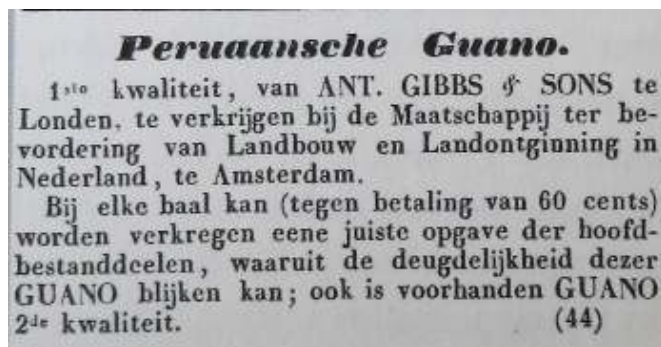 Peruaansche Guano.
1ste kwaliteit, van ANT. GIBBS & SONS te
Londen, te verkrijgen bij de Maatschappij ter be-
vordering van Landbouw en Landontginning in
Nederland, te Amsterdam.
Bij elke baal kan (tegen betaling van 60 cents)
worden verkregen eene juiste opgave der hoofd-
bestanddeelen, waaruit de deugdelijkheid dezer
GUANO blijken kan; ook is voorhanden GUANO
2de kwaliteit. (44)